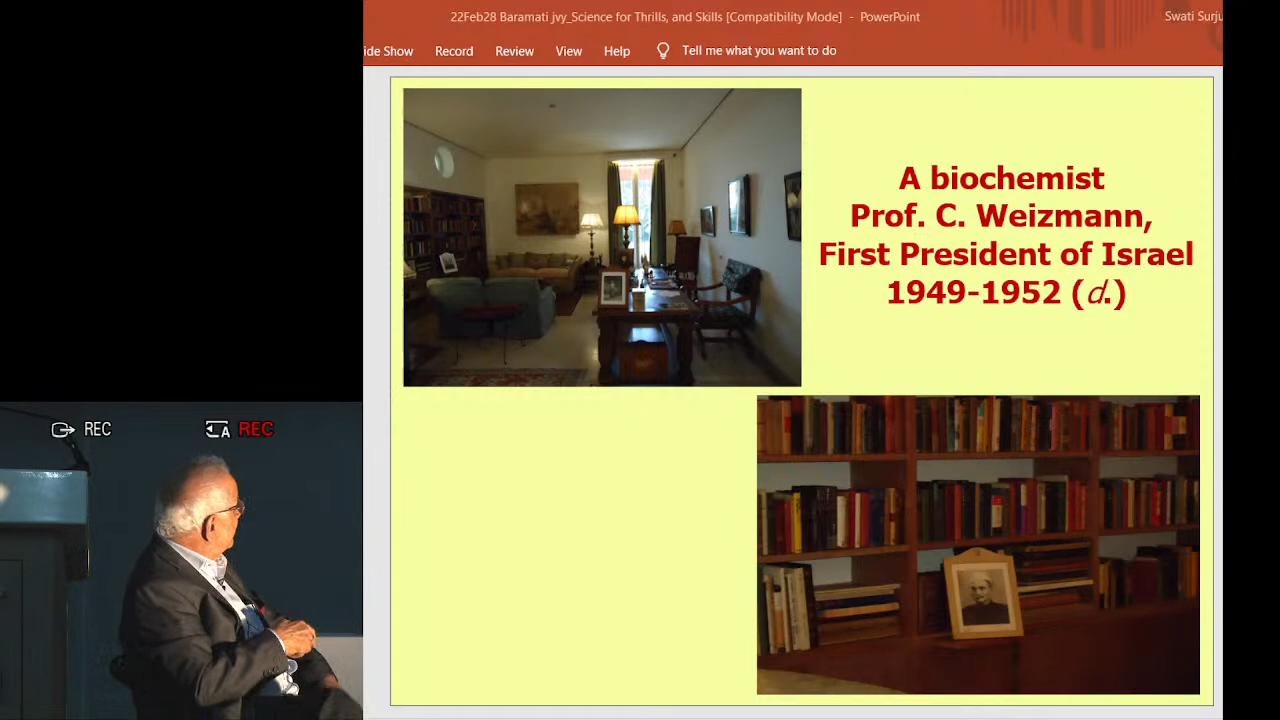 22Feb28 Baramati jvy_Science for Thrills, and Skills [Compatibility Mode] - PowerPoint
Swati Surju
ide Show Record Review View Help Tell me what you want to do
A biochemist
Prof. C. Weizmann,
First President of Israel
1949-1952 (d.)
REC A REC